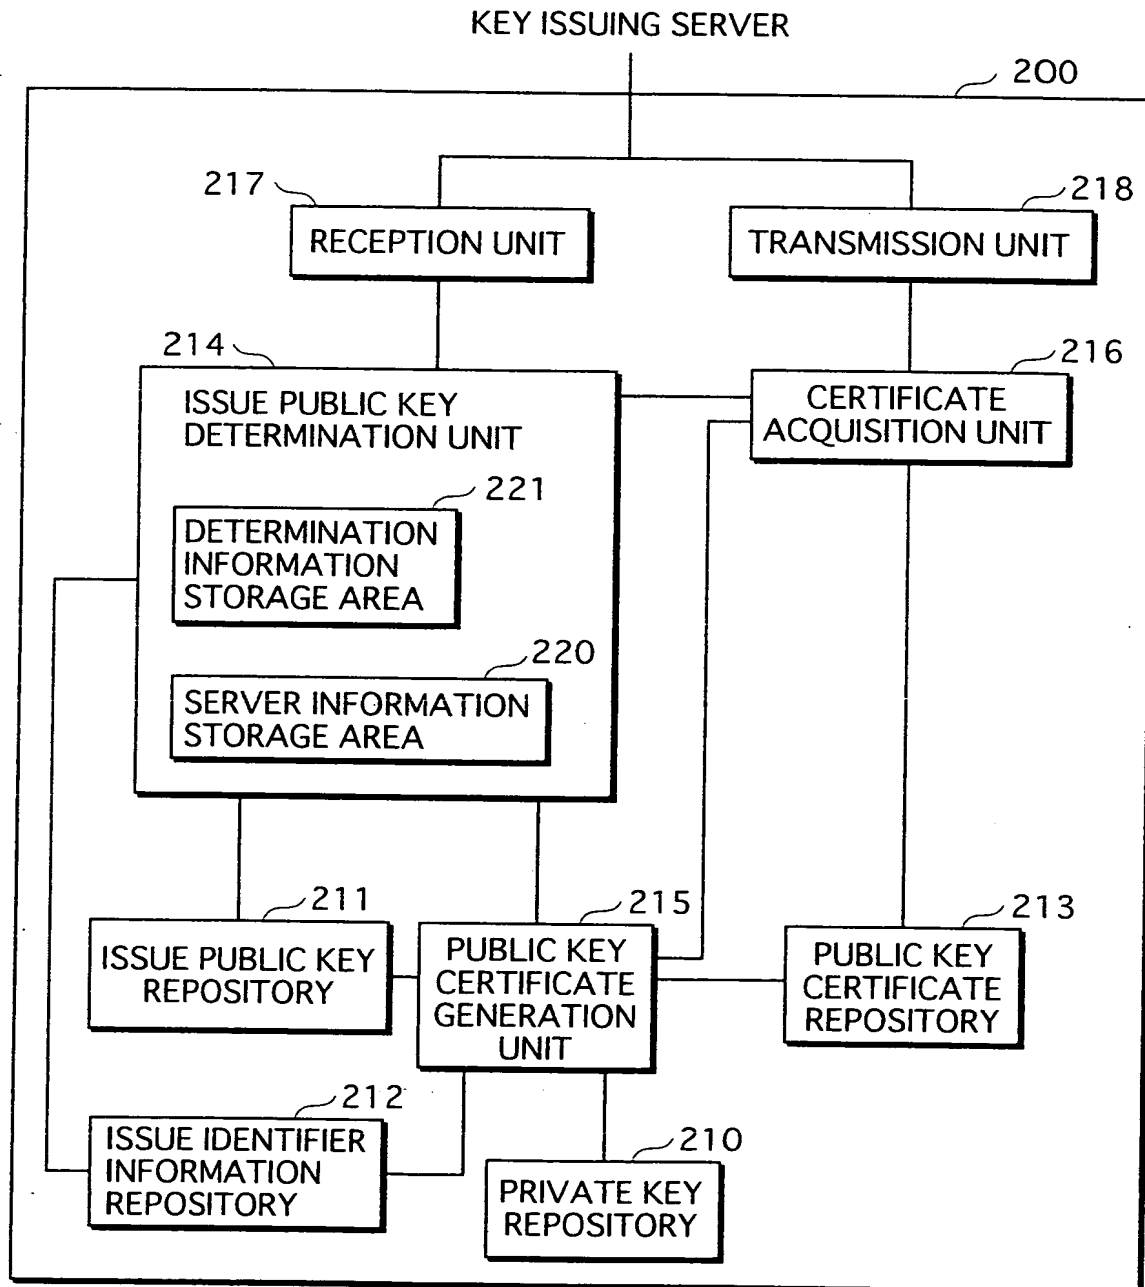 KEY ISSUING SERVER
200
217
218
RECEPTION UNIT
TRANSMISSION UNIT
214
216
ISSUE PUBLIC KEY
DETERMINATION UNIT
CERTIFICATE
ACQUISITION UNIT
221
DETERMINATION
INFORMATION
STORAGE AREA
220
SERVER INFORMATION
STORAGE AREA
211
215
213
ISSUE PUBLIC KEY
REPOSITORY
PUBLIC KEY
CERTIFICATE
GENERATION
UNIT
PUBLIC KEY
CERTIFICATE
REPOSITORY
212
210
ISSUE IDENTIFIER
INFORMATION
REPOSITORY
PRIVATE KEY
REPOSITORY